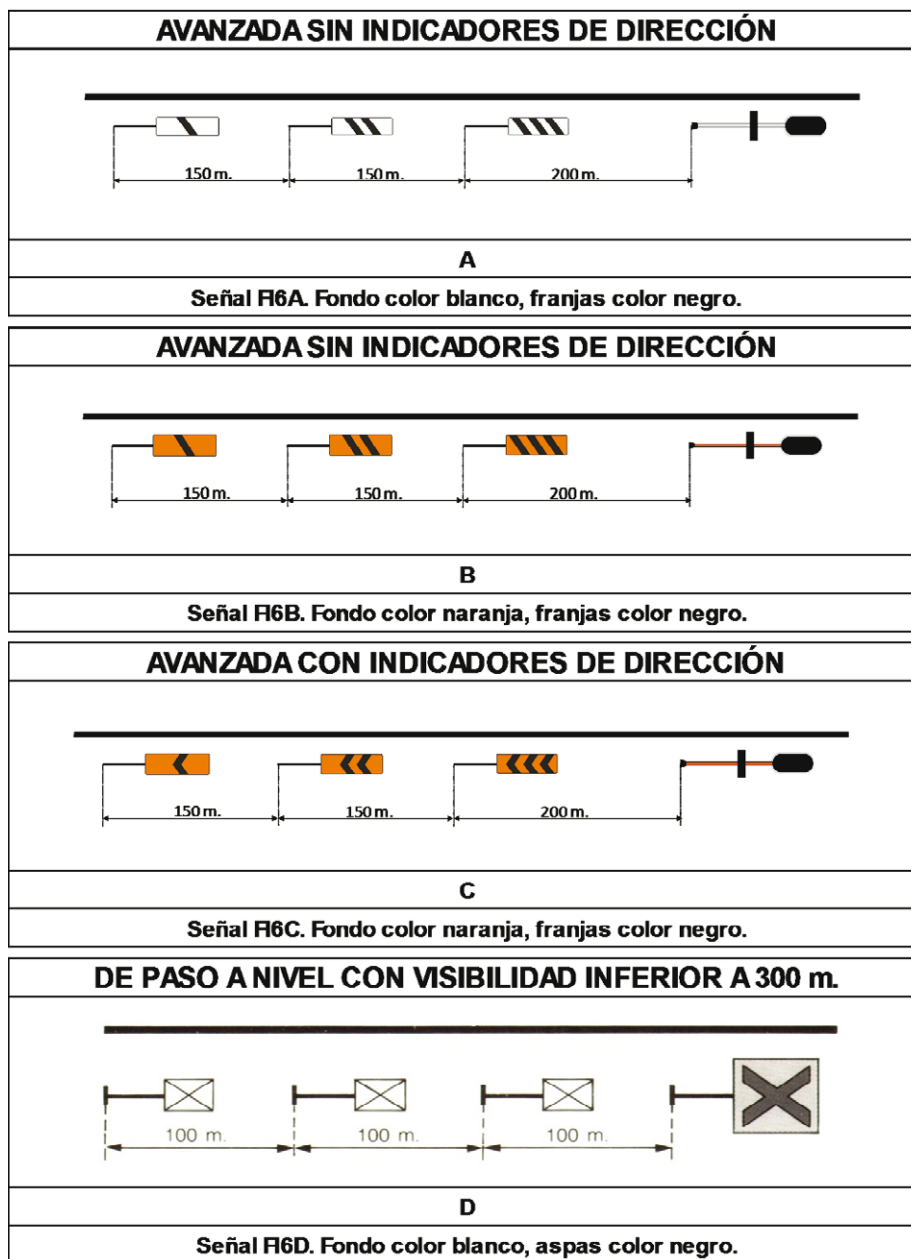 AVANZADA SIN INDICADORES DE DIRECCIÓN
150 m. 150 m. 200 m.
A
Señal FI6A. Fondo color blanco, franjas color negro.
AVANZADA SIN INDICADORES DE DIRECCIÓN
150 m. 150 m. 200 m.
B
Señal FI6B. Fondo color naranja, franjas color negro.
AVANZADA CON INDICADORES DE DIRECCIÓN
150 m. 150 m. 200 m.
C
Señal FI6C. Fondo color naranja, franjas color negro.
DE PASO A NIVEL CON VISIBILIDAD INFERIOR A 300 m.
100 m. 100 m. 100 m.
D
Señal FI6D. Fondo color blanco, aspas color negro.